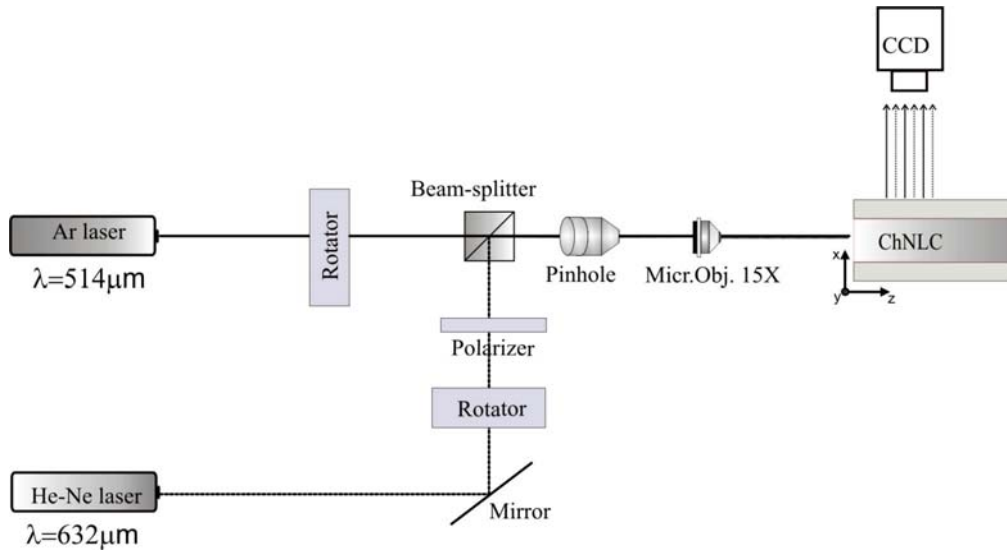 CCD
Beam-splitter
Ar laser
Rotator
ChNLC
λ=514μm
Pinhole
Micr.Obj. 15X
x
y
z
Polarizer
Rotator
He-Ne laser
Mirror
λ=632μm